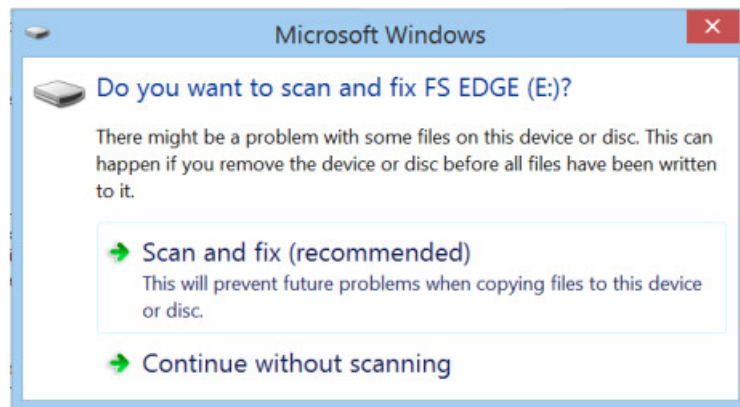 Microsoft Windows
Do you want to scan and fix FS EDGE (E:)?
There might be a problem with some files on this device or disc. This can
happen if you remove the device or disc before all files have been written
to it.
Scan and fix (recommended)
This will prevent future problems when copying files to this device
or disc.
Continue without scanning